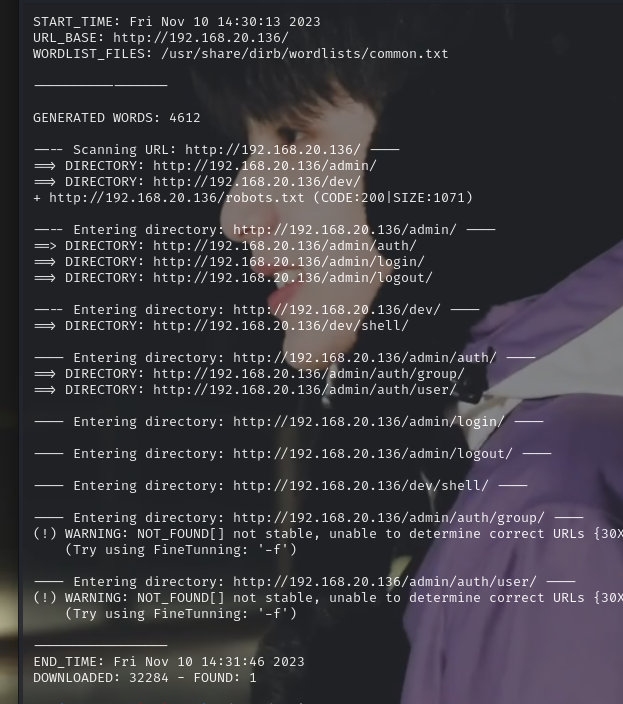 START_TIME: Fri Nov 10 14:30:13 2023
URL_BASE: http://192.168.20.136/
WORDLIST_FILES: /usr/share/dirb/wordlists/common.txt
-----------------
GENERATED WORDS: 4612
---- Scanning URL: http://192.168.20.136/ ----
==> DIRECTORY: http://192.168.20.136/admin/
==> DIRECTORY: http://192.168.20.136/dev/
+ http://192.168.20.136/robots.txt (CODE:200|SIZE:1071)
---- Entering directory: http://192.168.20.136/admin/ ----
==> DIRECTORY: http://192.168.20.136/admin/auth/
==> DIRECTORY: http://192.168.20.136/admin/login/
==> DIRECTORY: http://192.168.20.136/admin/logout/
---- Entering directory: http://192.168.20.136/dev/ ----
==> DIRECTORY: http://192.168.20.136/dev/shell/
---- Entering directory: http://192.168.20.136/admin/auth/ ----
==> DIRECTORY: http://192.168.20.136/admin/auth/group/
==> DIRECTORY: http://192.168.20.136/admin/auth/user/
---- Entering directory: http://192.168.20.136/admin/login/ ----
---- Entering directory: http://192.168.20.136/admin/logout/ ----
---- Entering directory: http://192.168.20.136/dev/shell/ ----
---- Entering directory: http://192.168.20.136/admin/auth/group/ ----
(!) WARNING: NOT_FOUND[] not stable, unable to determine correct URLs {30X
(Try using FineTunning: '-f')
---- Entering directory: http://192.168.20.136/admin/auth/user/ ----
(!) WARNING: NOT_FOUND[] not stable, unable to determine correct URLs {30X
(Try using FineTunning: '-f')
-----------------
END_TIME: Fri Nov 10 14:31:46 2023
DOWNLOADED: 32284 - FOUND: 1